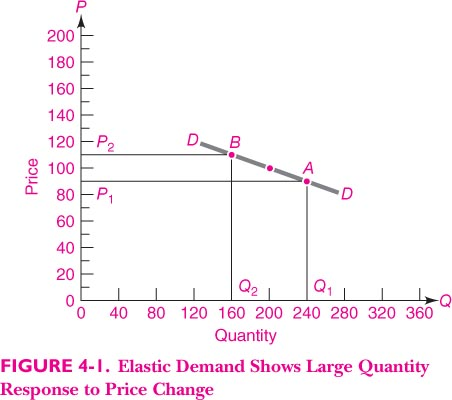 P
200
180
160
140
120
100
80
60
40
20
0
Price
D B
P2
A
P1
D
Q2 Q1
0 40 80 120 160 200 240 280 320 360 Q
Quantity
FIGURE 4-1. Elastic Demand Shows Large Quantity
Response to Price Change